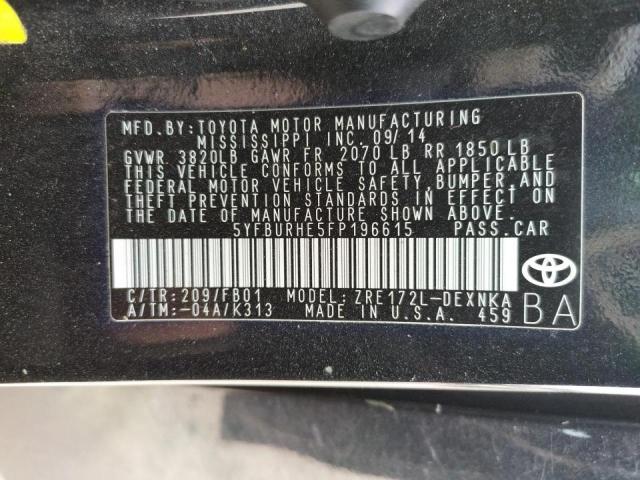 MFD.BY:TOYOTA MOTOR MANUFACTURING
MISSISSIPPI INC. 09/14
GVWR 3820LB GAWR FR 2070 LB RR 1850 LB
THIS VEHICLE CONFORMS TO ALL APPLICABLE
FEDERAL MOTOR VEHICLE SAFETY,BUMPER,AND
THEFT PREVENTION STANDARDS IN EFFECT ON
THE DATE OF MANUFACTURE SHOWN ABOVE.
5YFBURHE5FP196615 PASS.CAR
C/TR:209/FB01 MODEL:ZRE172L-DEXNKA
A/TM:-04A/K313 MADE IN U.S.A. 459
BA